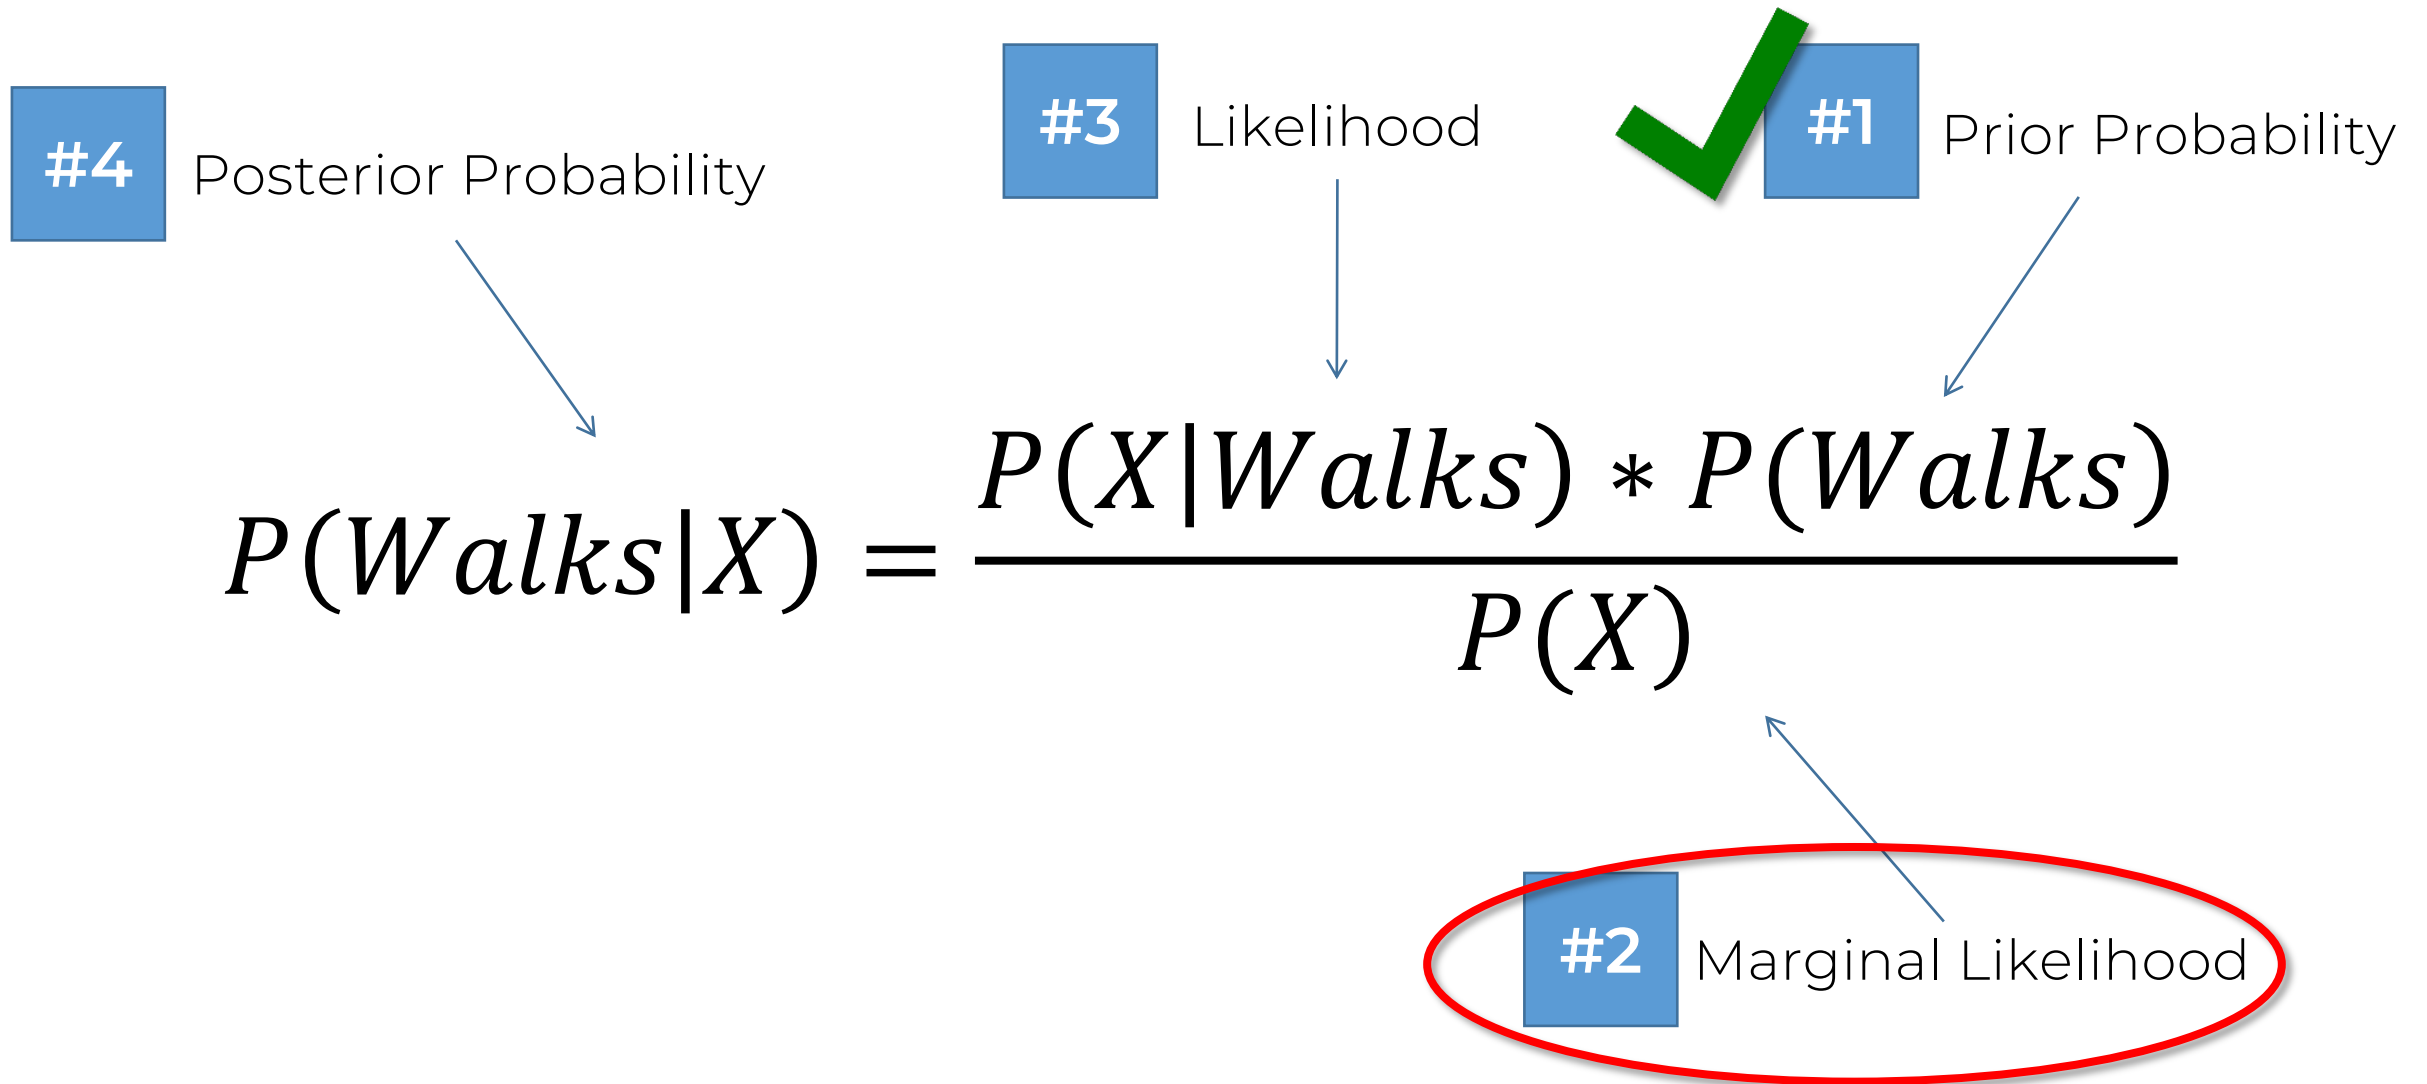 #4 Posterior Probability
#3 Likelihood
#1 Prior Probability
P(Walks|X) = P(X|Walks) * P(Walks)
P(X)
#2 Marginal Likelihood